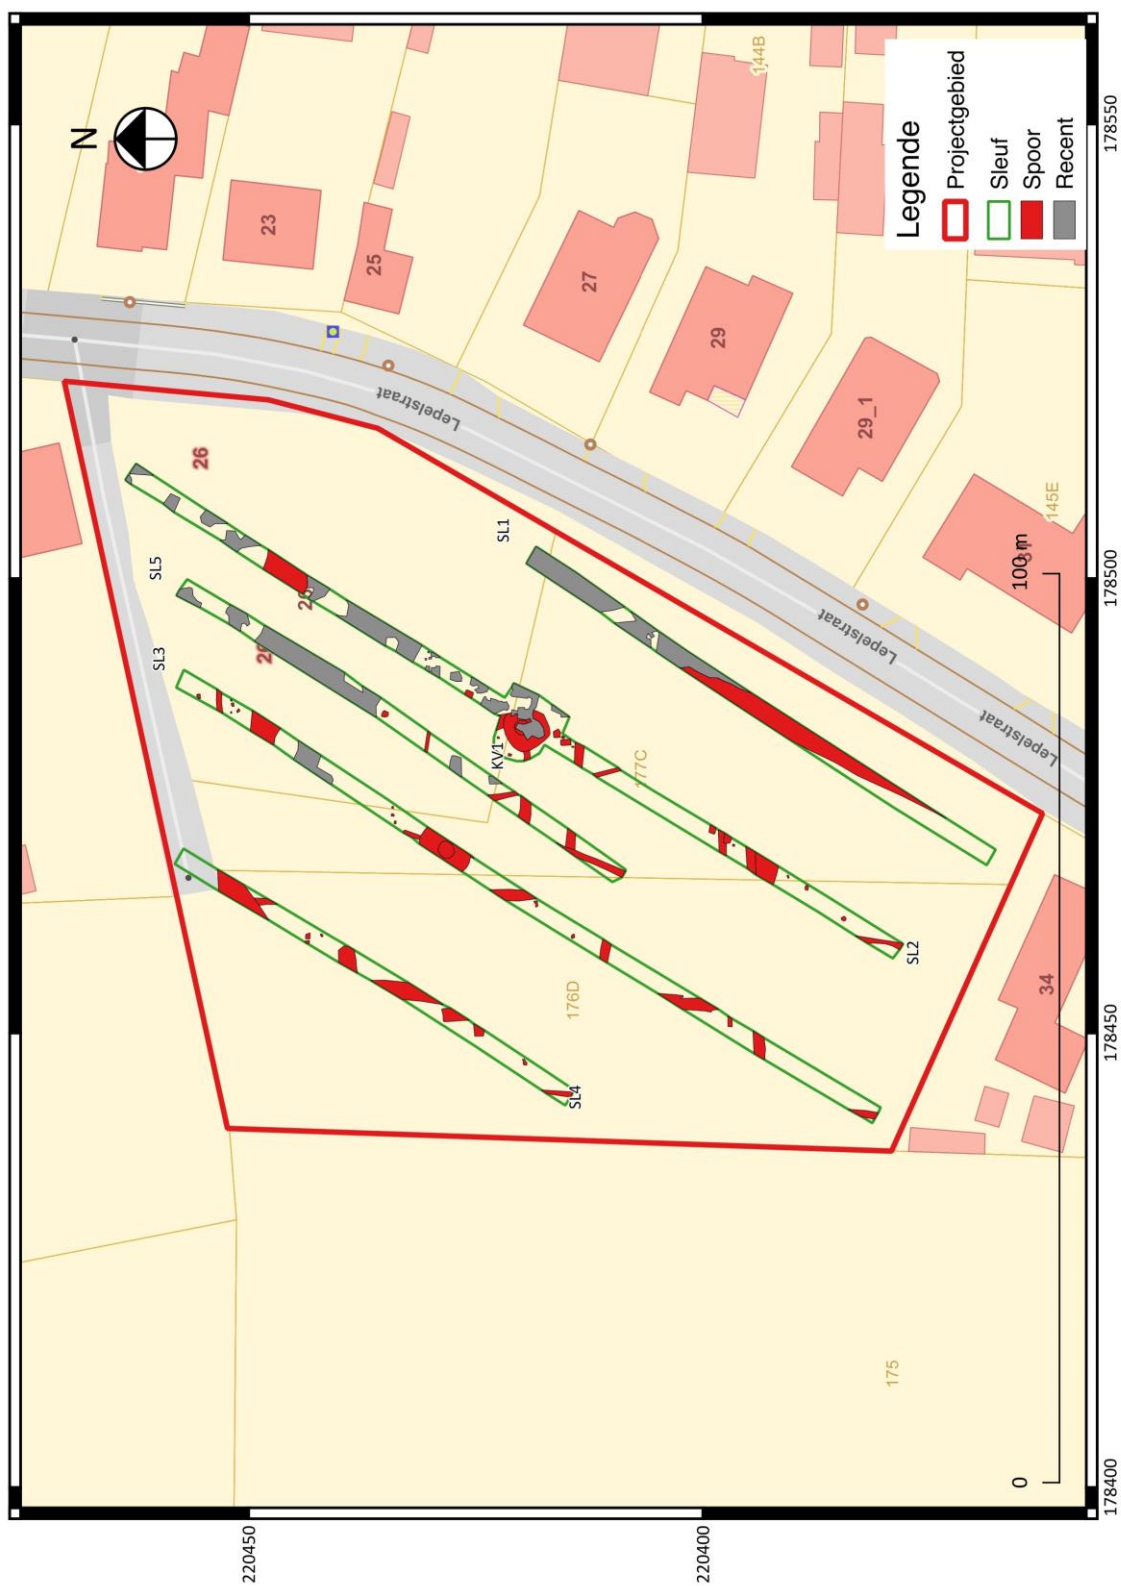 N
SL4
SL3
SL5
26
23
220450
25
Lepelstraat
SL1
KV1
27
176D
177C
29
144B
220400
Lepelstraat
29_1
175
SL2
Legende
Projectgebied
Sleuf
Spoor
Recent
Lepelstraat
34
145E
0
100 m
178400
178450
178500
178550